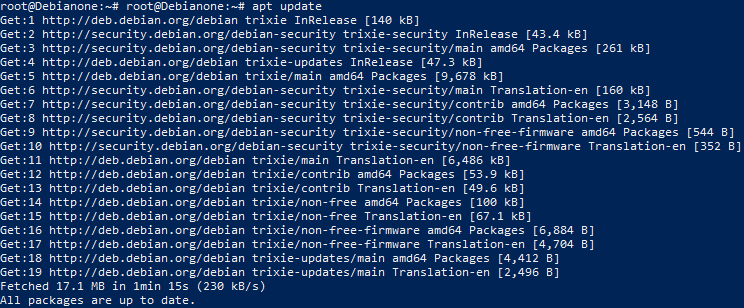 root@Debianone:~# root@Debianone:~# apt update
Get:1 http://deb.debian.org/debian trixie InRelease [140 kB]
Get:2 http://security.debian.org/debian-security trixie-security InRelease [43.4 kB]
Get:3 http://security.debian.org/debian-security trixie-security/main amd64 Packages [261 kB]
Get:4 http://deb.debian.org/debian trixie-updates InRelease [47.3 kB]
Get:5 http://deb.debian.org/debian trixie/main amd64 Packages [9,678 kB]
Get:6 http://security.debian.org/debian-security trixie-security/main Translation-en [160 kB]
Get:7 http://security.debian.org/debian-security trixie-security/contrib amd64 Packages [3,148 B]
Get:8 http://security.debian.org/debian-security trixie-security/contrib Translation-en [2,564 B]
Get:9 http://security.debian.org/debian-security trixie-security/non-free-firmware amd64 Packages [544 B]
Get:10 http://security.debian.org/debian-security trixie-security/non-free-firmware Translation-en [352 B]
Get:11 http://deb.debian.org/debian trixie/main Translation-en [6,486 kB]
Get:12 http://deb.debian.org/debian trixie/contrib amd64 Packages [53.9 kB]
Get:13 http://deb.debian.org/debian trixie/contrib Translation-en [49.6 kB]
Get:14 http://deb.debian.org/debian trixie/non-free amd64 Packages [100 kB]
Get:15 http://deb.debian.org/debian trixie/non-free Translation-en [67.1 kB]
Get:16 http://deb.debian.org/debian trixie/non-free-firmware amd64 Packages [6,884 B]
Get:17 http://deb.debian.org/debian trixie/non-free-firmware Translation-en [4,704 B]
Get:18 http://deb.debian.org/debian trixie-updates/main amd64 Packages [4,412 B]
Get:19 http://deb.debian.org/debian trixie-updates/main Translation-en [2,496 B]
Fetched 17.1 MB in 1min 15s (230 kB/s)
All packages are up to date.